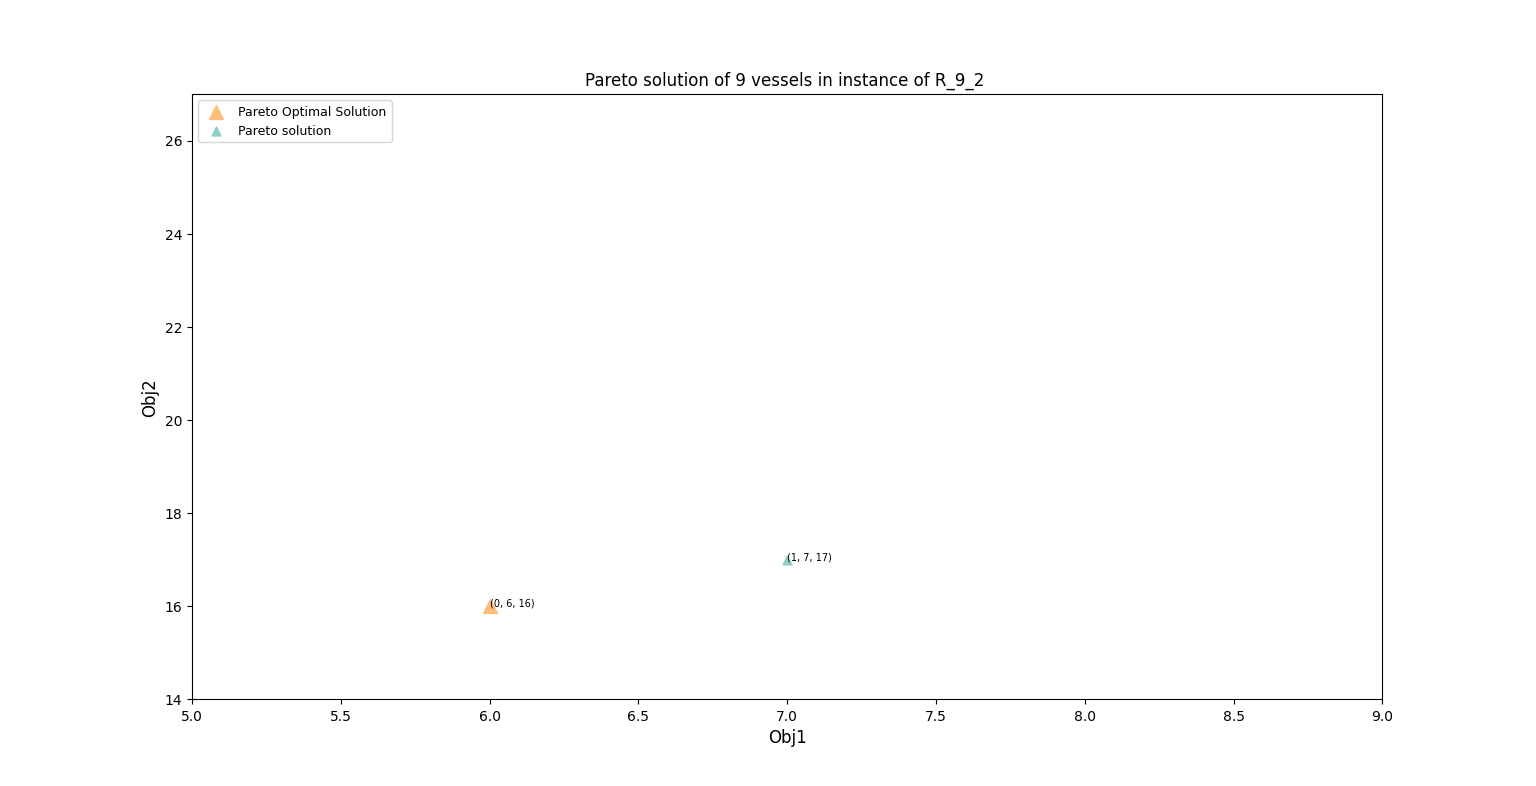 Pareto solution of 9 vessels in instance of R_9_2
Pareto Optimal Solution
Pareto solution
26
24
22
20
18
16
14
Obj2
(1, 7, 17)
(0, 6, 16)
5.0 5.5 6.0 6.5 7.0 7.5 8.0 8.5 9.0
Obj1